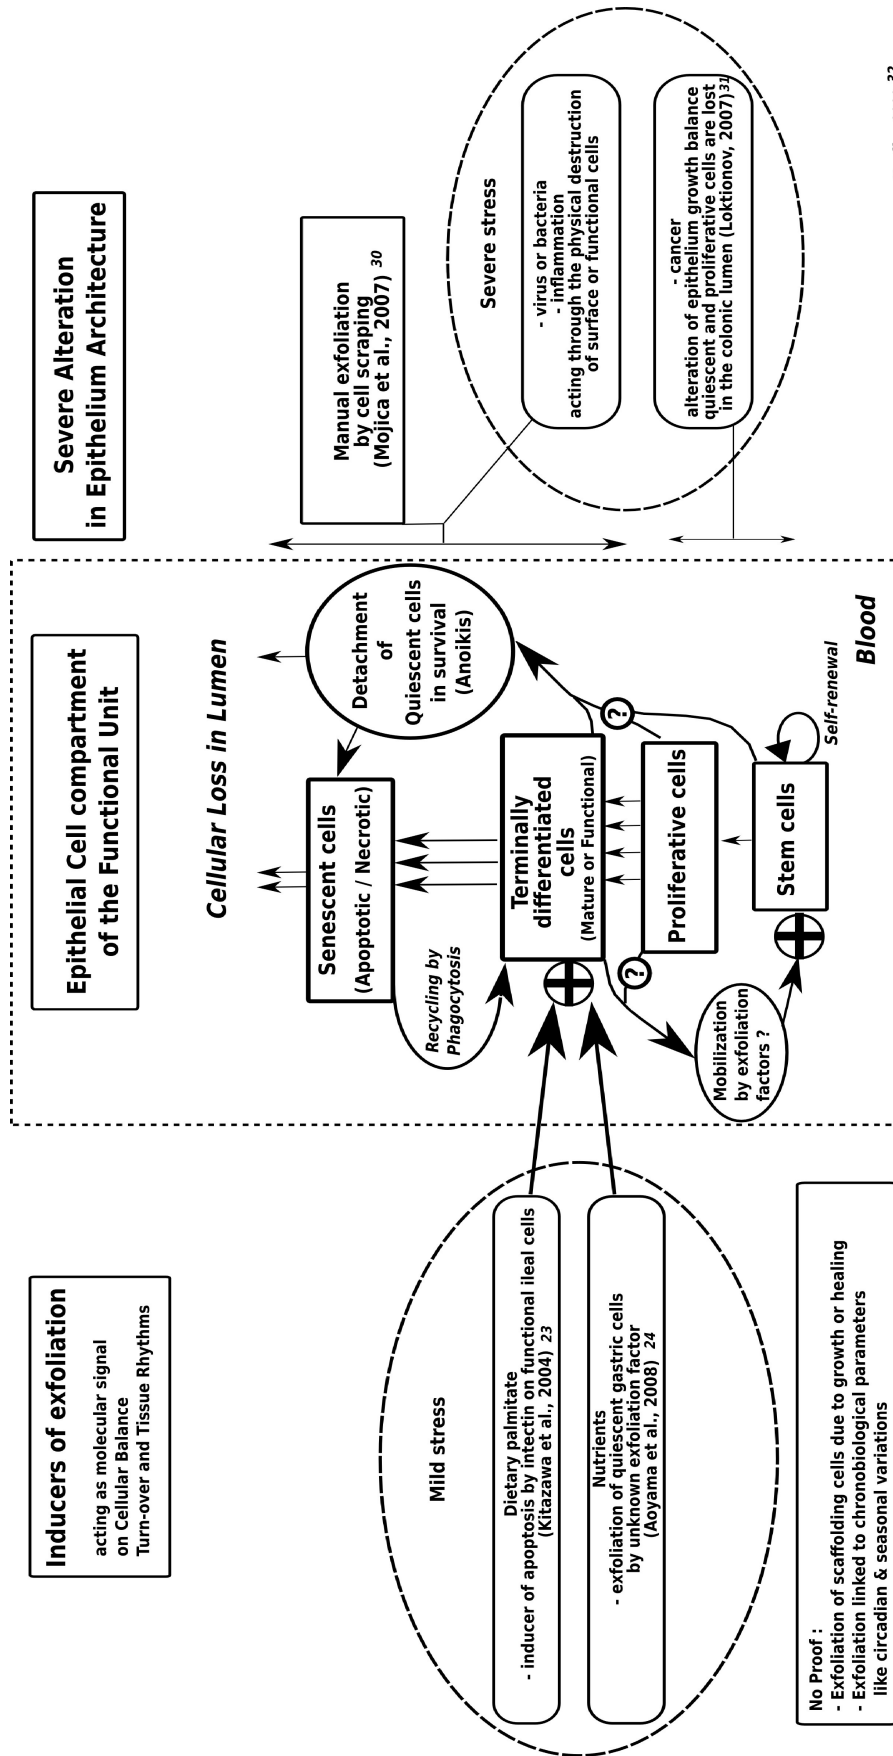 Inducers of exfoliation
acting as molecular signal
on Cellular Balance
Turn-over and Tissue Rhythms
Mild stress
Dietary palmitate
- inducer of apoptosis by intectin on functional ileal cells
(Kitazawa et al., 2004) 23
Nutrients
- exfoliation of quiescent gastric cells
by unknown exfoliation factor
(Aoyama et al., 2008) 24
No Proof :
- Exfoliation of scaffolding cells due to growth or healing
- Exfoliation linked to chronobiological parameters
like circadian & seasonal variations
Epithelial Cell compartment
of the Functional Unit
Cellular Loss in Lumen
Senescent cells
(Apoptotic / Necrotic)
Detachment
of
Quiescent cells
in survival
(Anoikis)
Recycling by
Phagocytosis
Terminally
differentiated
cells
(Mature or Functional)
?
?
Proliferative cells
Mobilization
by exfoliation
factors ?
Stem cells
Self-renewal
Blood
Severe Alteration
in Epithelium Architecture
Manual exfoliation
by cell scraping
(Mojica et al., 2007) 30
Severe stress
- virus or bacteria
- inflammation
acting through the physical destruction
of surface or functional cells
- cancer
alteration of epithelium growth balance
quiescent and proliferative cells are lost
in the colonic lumen (Loktionov, 2007) 31
32